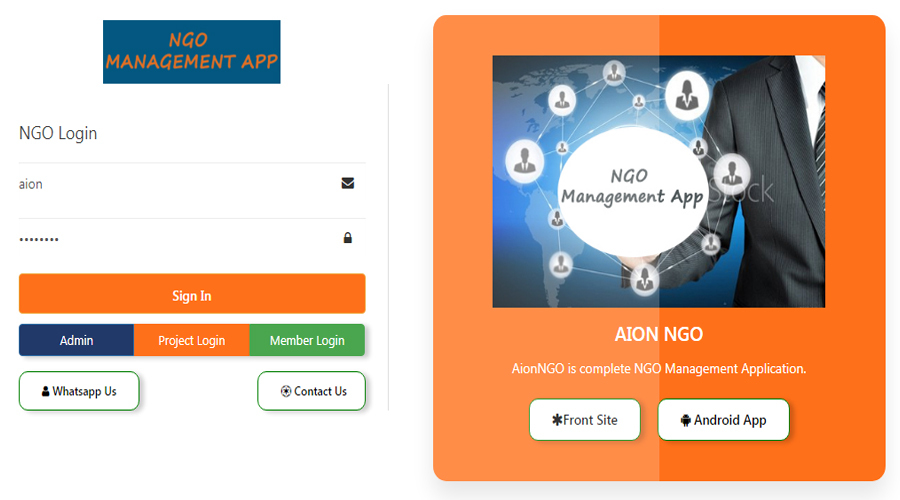 NGO
MANAGEMENT APP
NGO Login
aion
••••••••
Sign In
Admin
Project Login
Member Login
Whatsapp Us
Contact Us
NGO
Management App
AION NGO
AionNGO is complete NGO Management Application.
Front Site
Android App